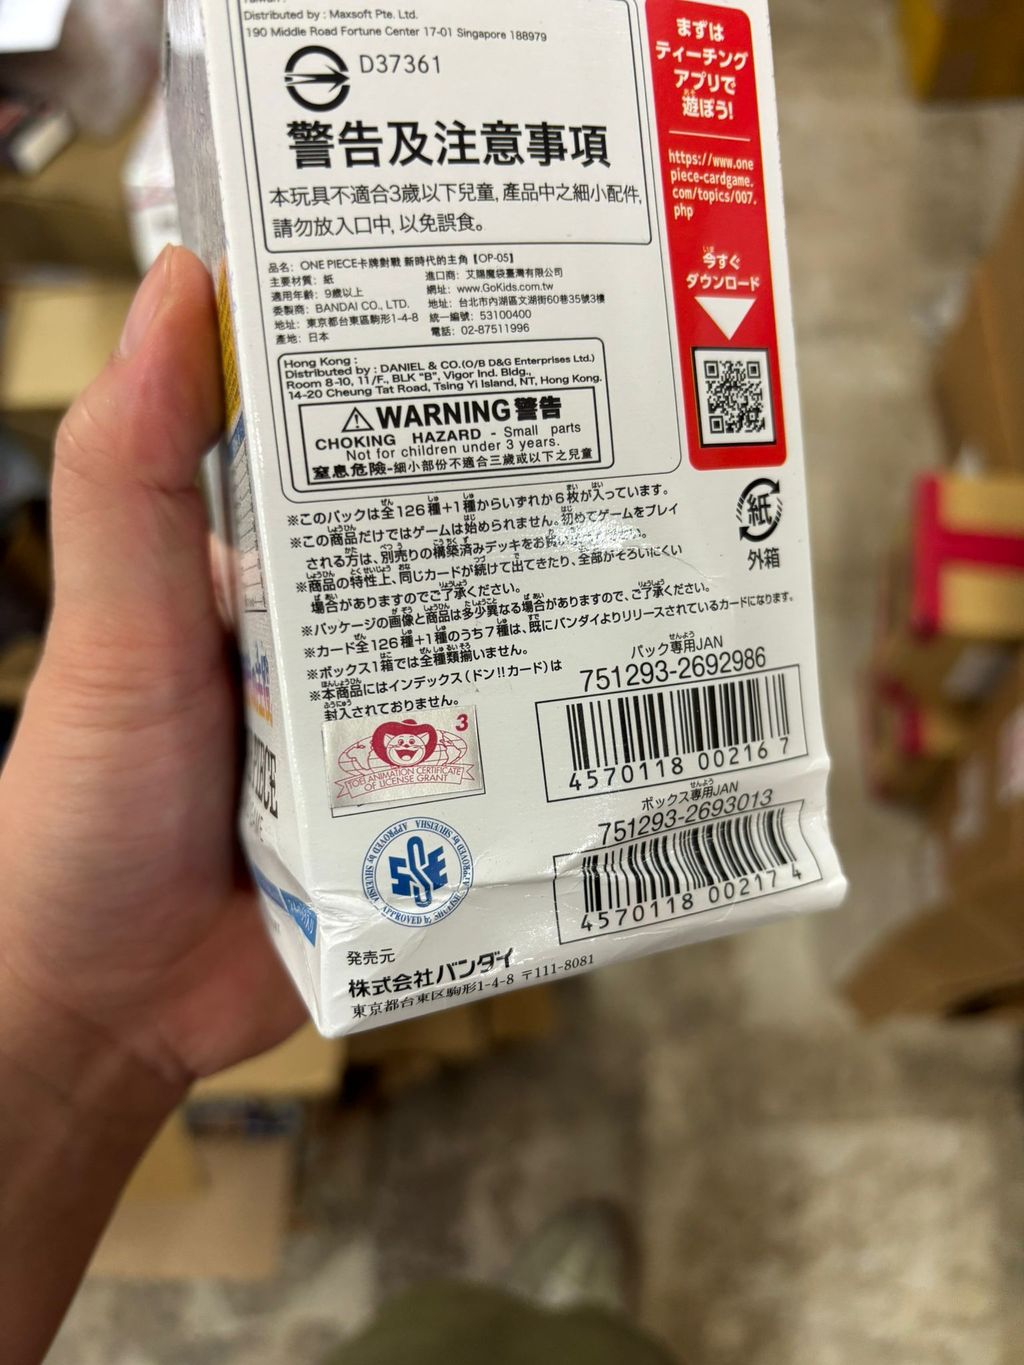 Distributed by : Maxsoft Pte. Ltd.
190 Middle Road Fortune Center 17-01 Singapore 188979
D37361
警告及注意事項
本玩具不適合3歲以下兒童, 產品中之細小配件,
請勿放入口中, 以免誤食。
品名: ONE PIECE卡牌對戰 新時代的主角【OP-05】
主要材質: 紙
適用年齡: 9歲以上
委製商: BANDAI CO., LTD.
地址: 東京都台東區駒形1-4-8
產地: 日本
進口商: 艾賜魔袋臺灣有限公司
網址: www.GoKids.com.tw
地址: 台北市內湖區文湖街60巷35號3樓
統一編號: 53100400
電話: 02-87511996
Hong Kong :
Distributed by : DANIEL & CO.(O/B D&G Enterprises Ltd.)
Room 8-10, 11/F., BLK "B", Vigor Ind. Bldg.,
14-20 Cheung Tat Road, Tsing Yi Island, NT, Hong Kong.
WARNING 警告
CHOKING HAZARD - Small parts
Not for children under 3 years.
窒息危險-細小部份不適合三歲或以下之兒童
※このパックは全126種+1種からいずれか6枚が入っています。
※この商品だけではゲームは始められません。初めてゲームをプレイ
される方は、別売りの構築済みデッキをお買い
※商品の特性上、同じカードが続けて出てきたり、全部がそろいにくい
場合がありますのでご了承ください。
※パッケージの画像と商品は多少異なる場合がありますので、ご了承ください。
※カード全126種+1種のうち7種は、既にバンダイよりリリースされているカードになります。
※ボックス1箱では全種類揃いません。
※本商品にはインデックス(ドン!!カード)は
封入されておりません。
まずは
ティーチング
アプリで
遊ぼう!
https://www.one
piece-cardgame.
com/topics/007.
php
今すぐ
ダウンロード
紙
外箱
パック専用JAN
751293-2692986
4570118 00216 7
ボックス専用JAN
751293-2693013
4570118 00217 4
3
TOEI ANIMATION CERTIFICATE
OF LICENSE GRANT
APPROVED by SHUEISHA
発売元
株式会社バンダイ
東京都台東区駒形1-4-8 〒111-8081